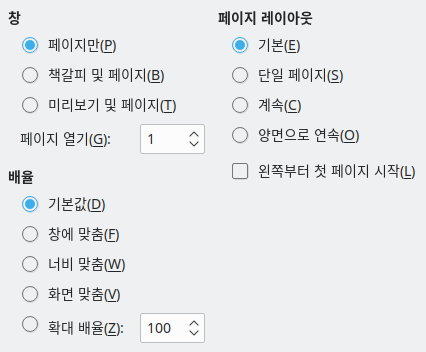 창
페이지만(P)
책갈피 및 페이지(B)
미리보기 및 페이지(T)
페이지 열기(G): 1
배율
기본값(D)
창에 맞춤(F)
너비 맞춤(W)
화면 맞춤(V)
확대 배율(Z): 100
페이지 레이아웃
기본(E)
단일 페이지(S)
계속(C)
양면으로 연속(O)
왼쪽부터 첫 페이지 시작(L)